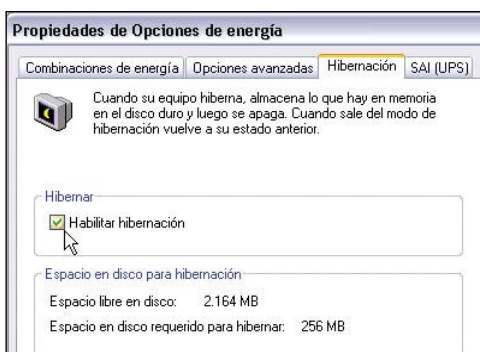 Propiedades de Opciones de energía
Combinaciones de energía Opciones avanzadas Hibernación SAI (UPS)
Cuando su equipo hiberna, almacena lo que hay en memoria
en el disco duro y luego se apaga. Cuando sale del modo de
hibernación vuelve a su estado anterior.
Hibernar
Habilitar hibernación
Espacio en disco para hibernación
Espacio libre en disco: 2.164 MB
Espacio en disco requerido para hibernar: 256 MB